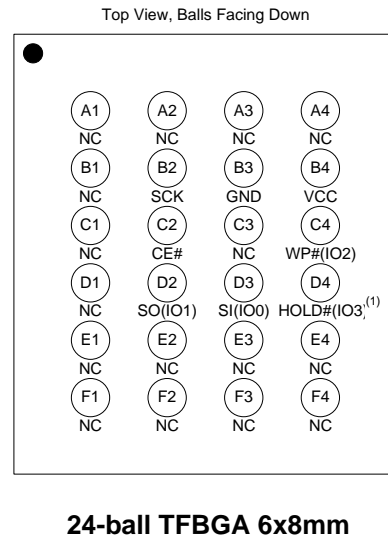 Top View, Balls Facing Down
A1 A2 A3 A4
NC NC NC NC
B1 B2 B3 B4
NC SCK GND VCC
C1 C2 C3 C4
NC CE# NC WP#(IO2)
D1 D2 D3 D4
NC SO(IO1) SI(IO0) HOLD#(IO3)(1)
E1 E2 E3 E4
NC NC NC NC
F1 F2 F3 F4
NC NC NC NC
24-ball TFBGA 6x8mm